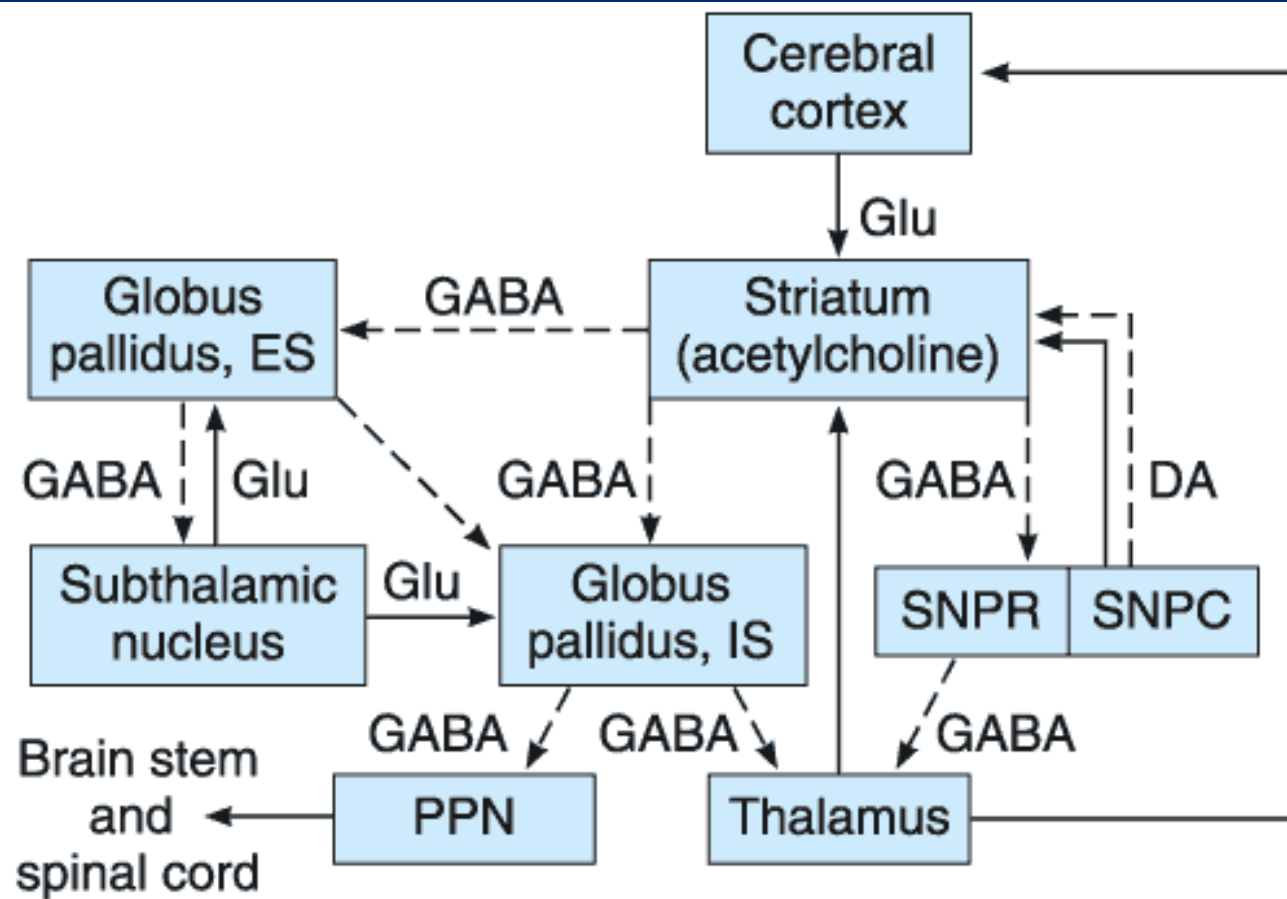 Cerebral
cortex
Glu
Globus
pallidus, ES
GABA
Striatum
(acetylcholine)
GABA
Glu
GABA
GABA
DA
Subthalamic
nucleus
Glu
Globus
pallidus, IS
SNPR
SNPC
GABA
GABA
GABA
Brain stem
and
spinal cord
PPN
Thalamus